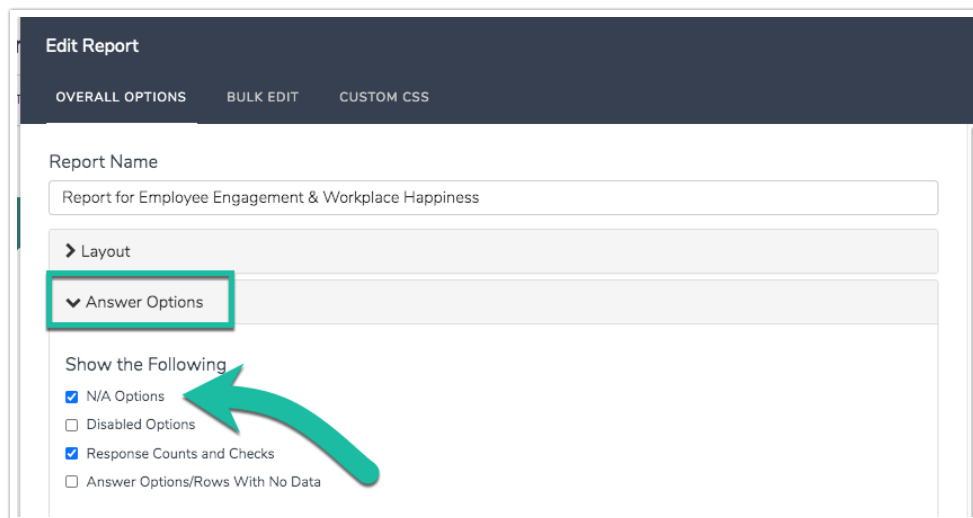 Edit Report
OVERALL OPTIONS BULK EDIT CUSTOM CSS
Report Name
Report for Employee Engagement & Workplace Happiness
Layout
Answer Options
Show the Following
N/A Options
Disabled Options
Response Counts and Checks
Answer Options/Rows With No Data